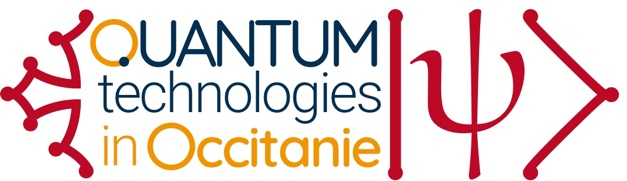 QUANTUM
technologies
in Occitanie
|ψ⟩